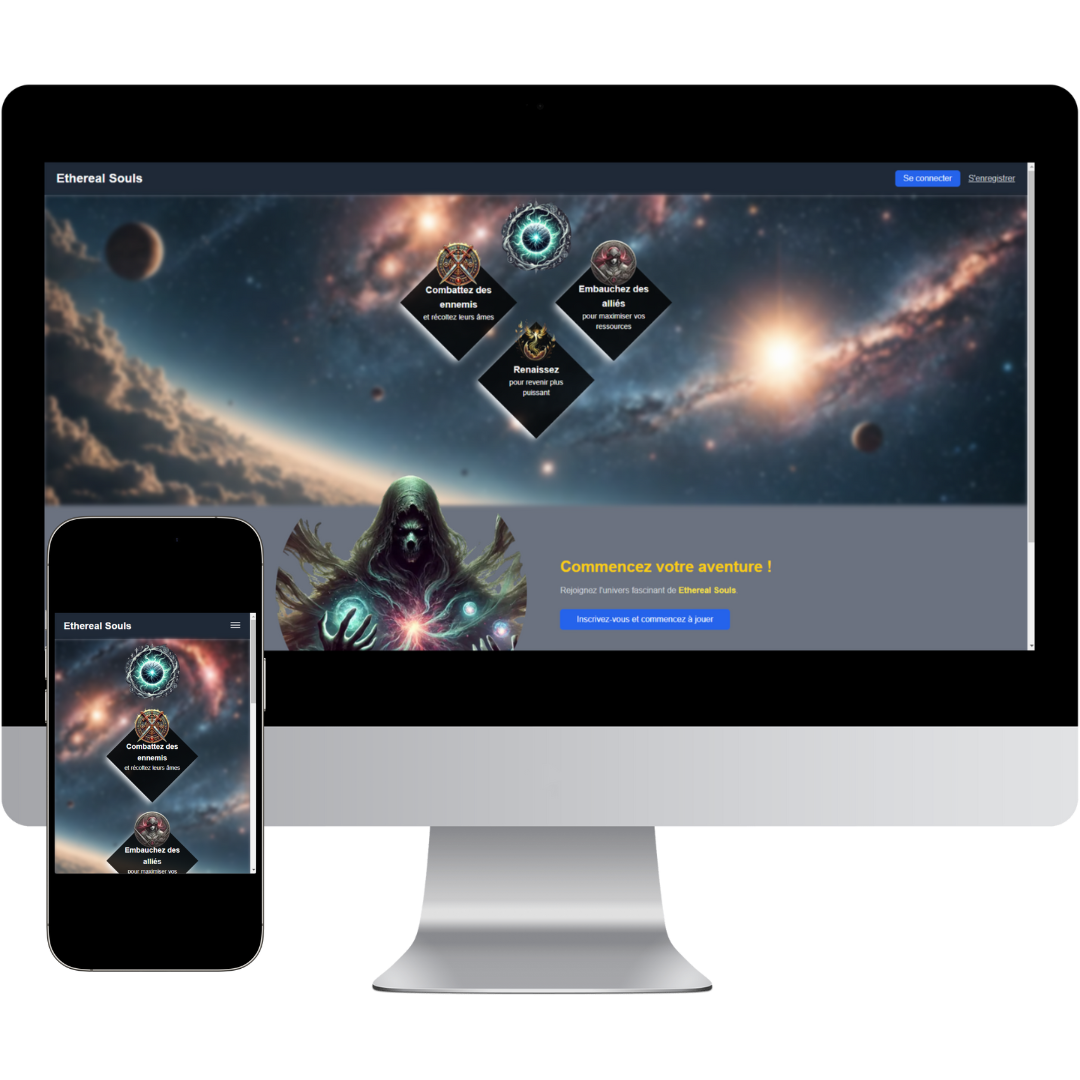 Ethereal Souls
Se connecter
S'enregistrer
Combattez des
ennemis
et récoltez leurs âmes
Embauchez des
alliés
pour maximiser vos
ressources
Renaissez
pour revenir plus
puissant
Commencez votre aventure !
Rejoignez l'univers fascinant de Ethereal Souls.
Inscrivez-vous et commencez à jouer
Ethereal Souls
Combattez des
ennemis
et récoltez leurs âmes
Embauchez des
alliés
pour maximiser vos